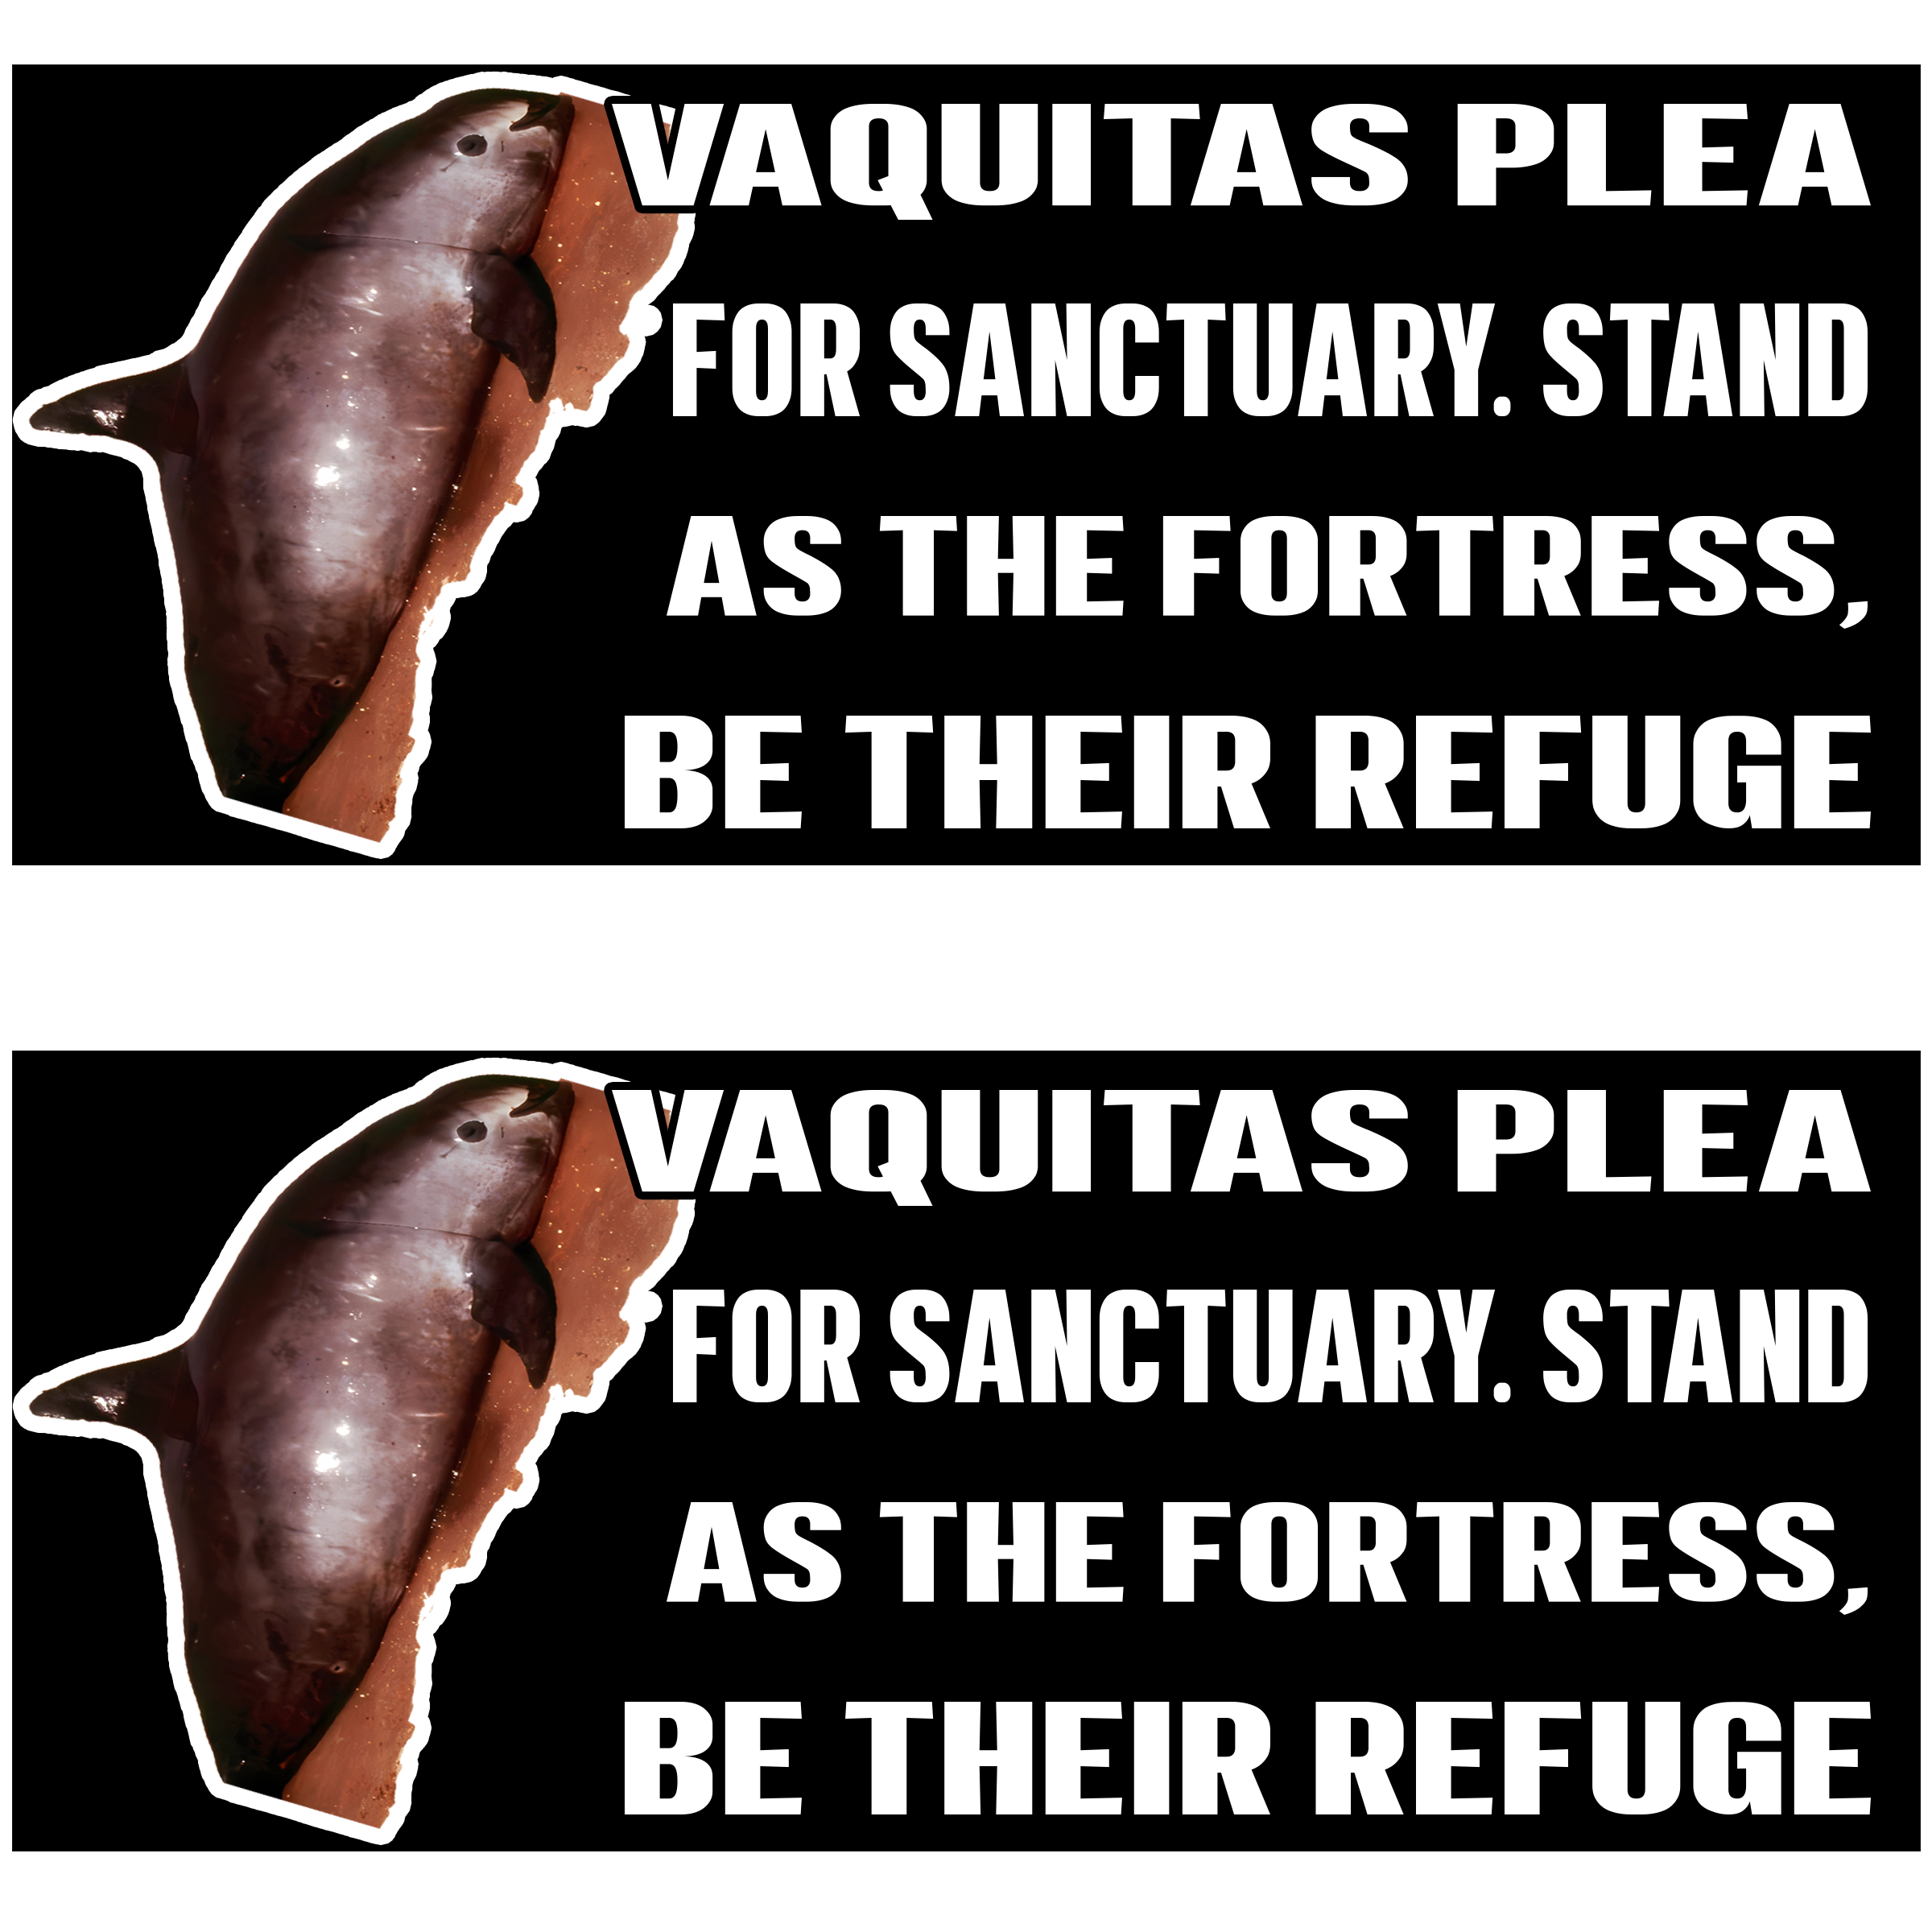 VAQUITAS PLEA
FOR SANCTUARY. STAND
AS THE FORTRESS,
BE THEIR REFUGE
VAQUITAS PLEA
FOR SANCTUARY. STAND
AS THE FORTRESS,
BE THEIR REFUGE